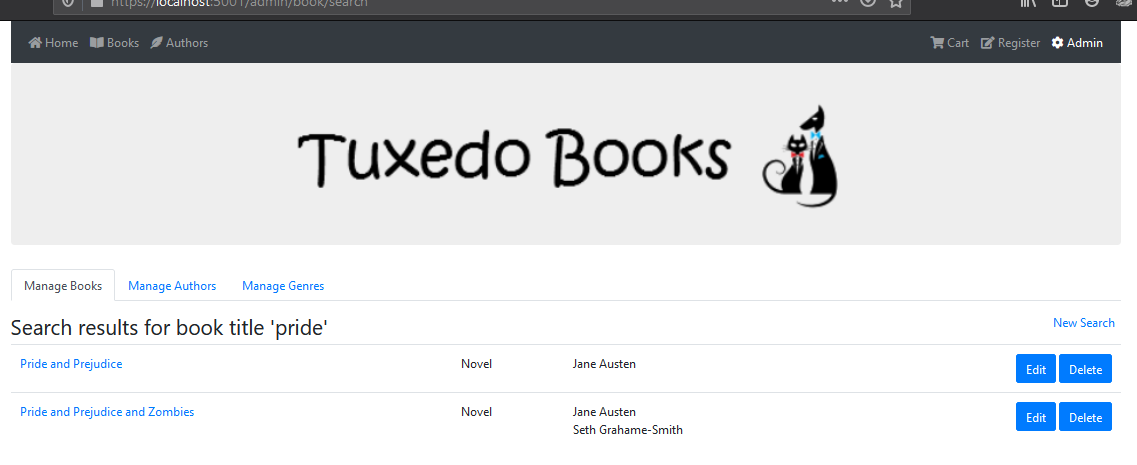 https://localhost:5001/admin/book/search
Home Books Authors Cart Register Admin
Tuxedo Books
Manage Books Manage Authors Manage Genres
Search results for book title 'pride' New Search
Pride and Prejudice Novel Jane Austen Edit Delete
Pride and Prejudice and Zombies Novel Jane Austen Edit Delete
Seth Grahame-Smith